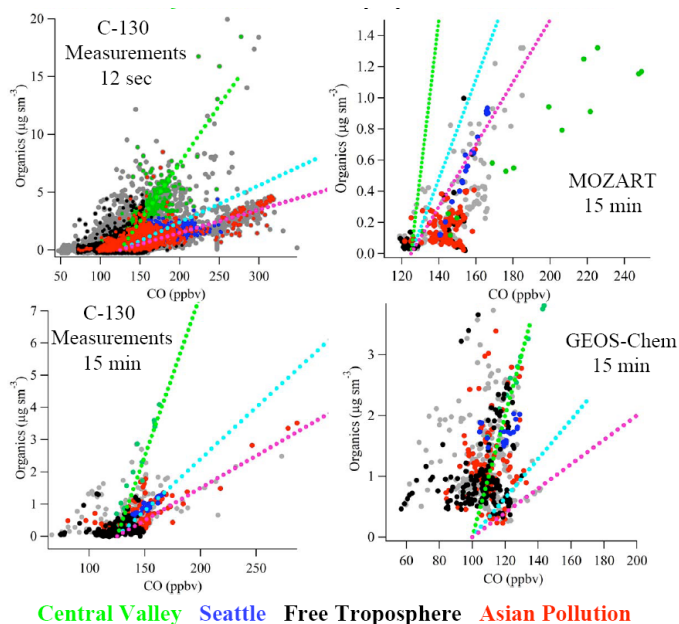 20
15
10
5
0
Organics (μg sm⁻³)
C-130
Measurements
12 sec
50 100 150 200 250 300
CO (ppbv)
1.4
1.2
1.0
0.8
0.6
0.4
0.2
0.0
Organics (μg sm⁻³)
MOZART
15 min
120 140 160 180 200 220 240
CO (ppbv)
7
6
5
4
3
2
1
0
Organics (μg sm⁻³)
C-130
Measurements
15 min
100 150 200 250
CO (ppbv)
3
2
1
0
Organics (μg sm⁻³)
GEOS-Chem
15 min
60 80 100 120 140 160 180 200
CO (ppbv)
Central Valley Seattle Free Troposphere Asian Pollution